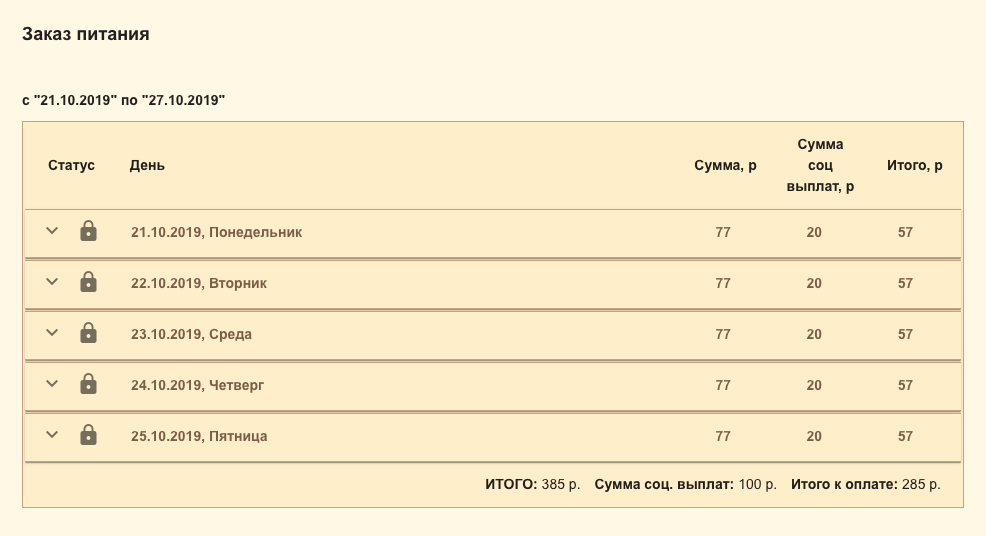 Заказ питания
с "21.10.2019" по "27.10.2019"
Статус День Сумма, р Сумма соц выплат, р Итого, р
21.10.2019, Понедельник 77 20 57
22.10.2019, Вторник 77 20 57
23.10.2019, Среда 77 20 57
24.10.2019, Четверг 77 20 57
25.10.2019, Пятница 77 20 57
ИТОГО: 385 р. Сумма соц. выплат: 100 р. Итого к оплате: 285 р.